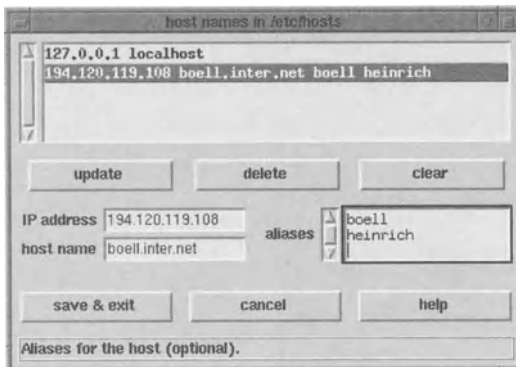 host names in /etc/hosts
127.0.0.1 localhost
194.120.119.108 boell.inter.net boell heinrich
update delete clear
IP address 194.120.119.108
host name boell.inter.net
aliases
boell
heinrich
save & exit cancel help
Aliases for the host (optional).